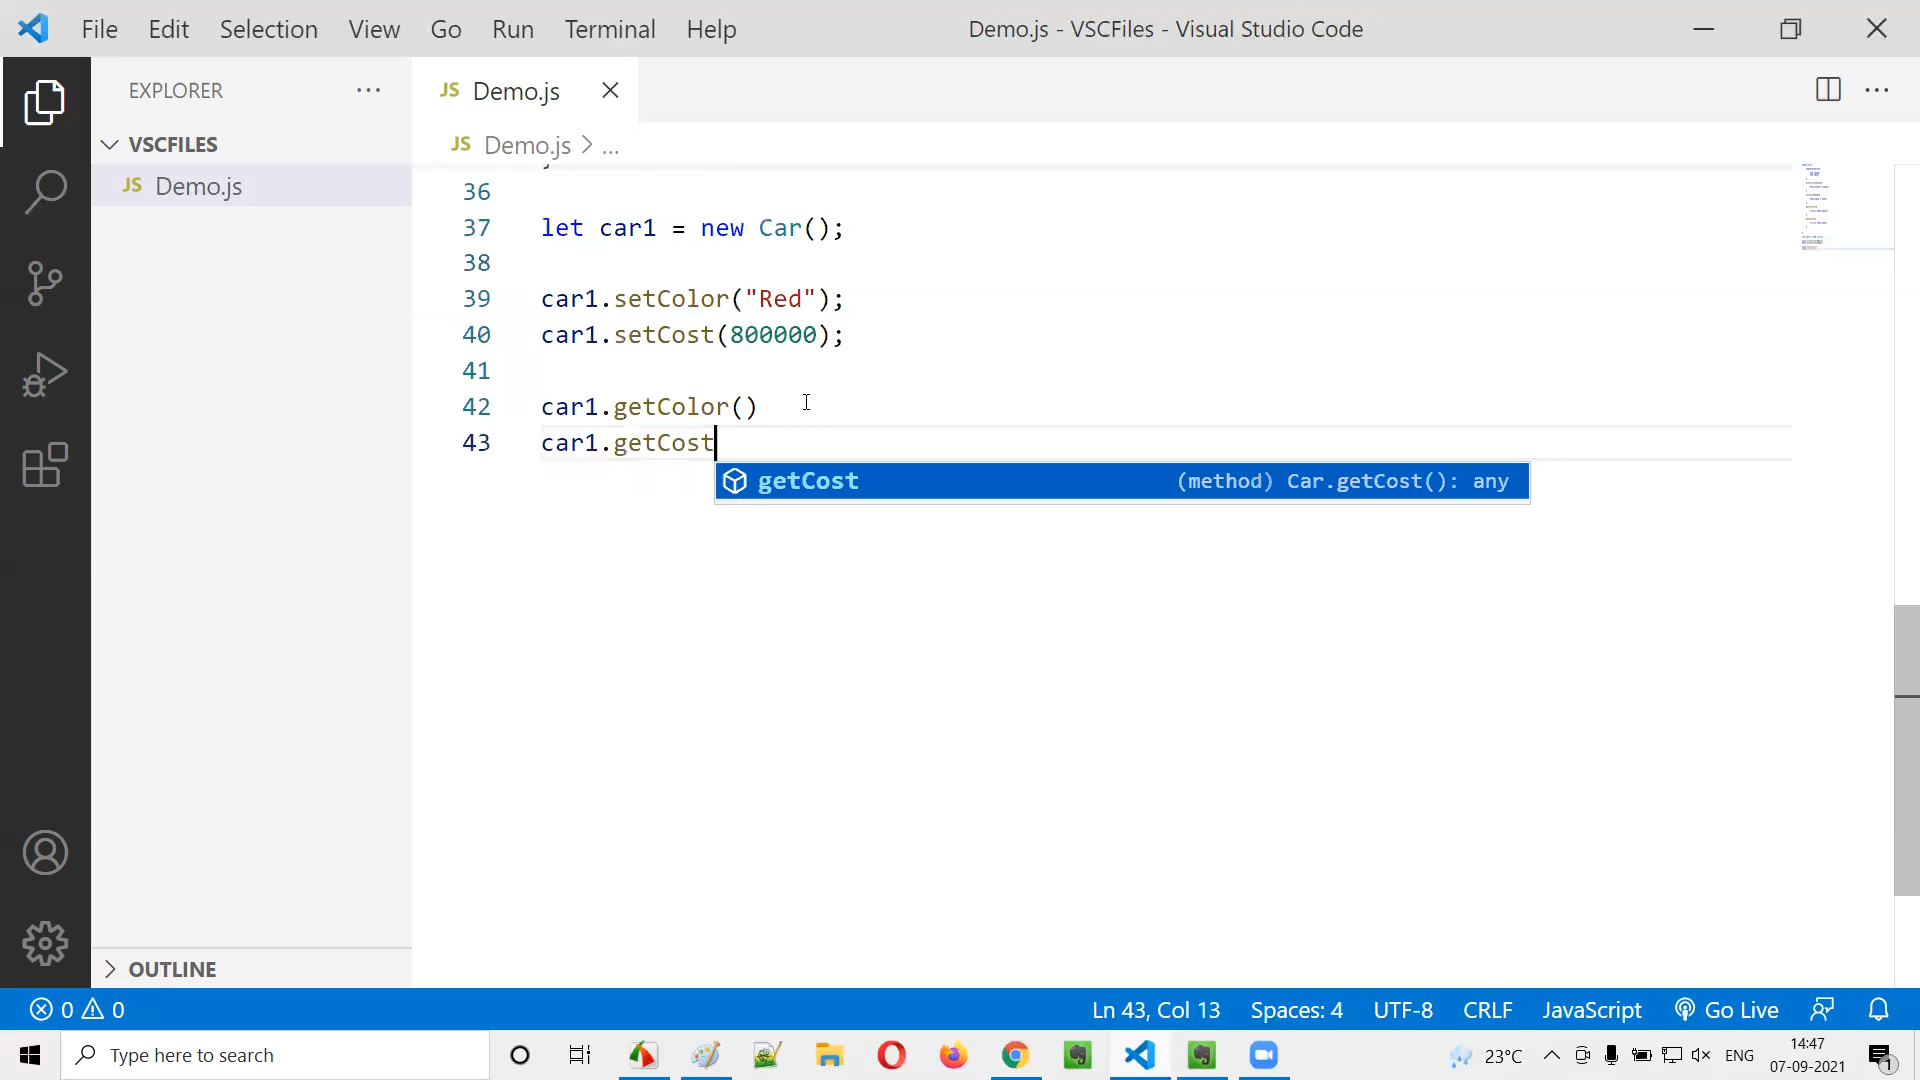 File Edit Selection View Go Run Terminal Help Demo.js - VSCFiles - Visual Studio Code
EXPLORER ...
JS Demo.js
VSCFILES
JS Demo.js > ...
JS Demo.js
36
37 let car1 = new Car();
38
39 car1.setColor("Red");
40 car1.setCost(800000);
41
42 car1.getColor()
43 car1.getCost
getCost (method) Car.getCost(): any
OUTLINE
0 0 Ln 43, Col 13 Spaces: 4 UTF-8 CRLF JavaScript Go Live
Type here to search 23°C ENG 14:47
07-09-2021 1